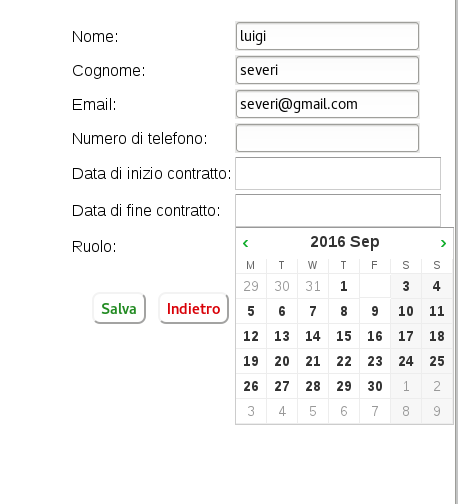 Nome: luigi
Cognome: severi
Email: severi@gmail.com
Numero di telefono:
Data di inizio contratto:
Data di fine contratto:
Ruolo:
‹ 2016 Sep ›
M T W T F S S
29 30 31 1 3 4
5 6 7 8 9 10 11
12 13 14 15 16 17 18
19 20 21 22 23 24 25
26 27 28 29 30 1 2
3 4 5 6 7 8 9
Salva Indietro